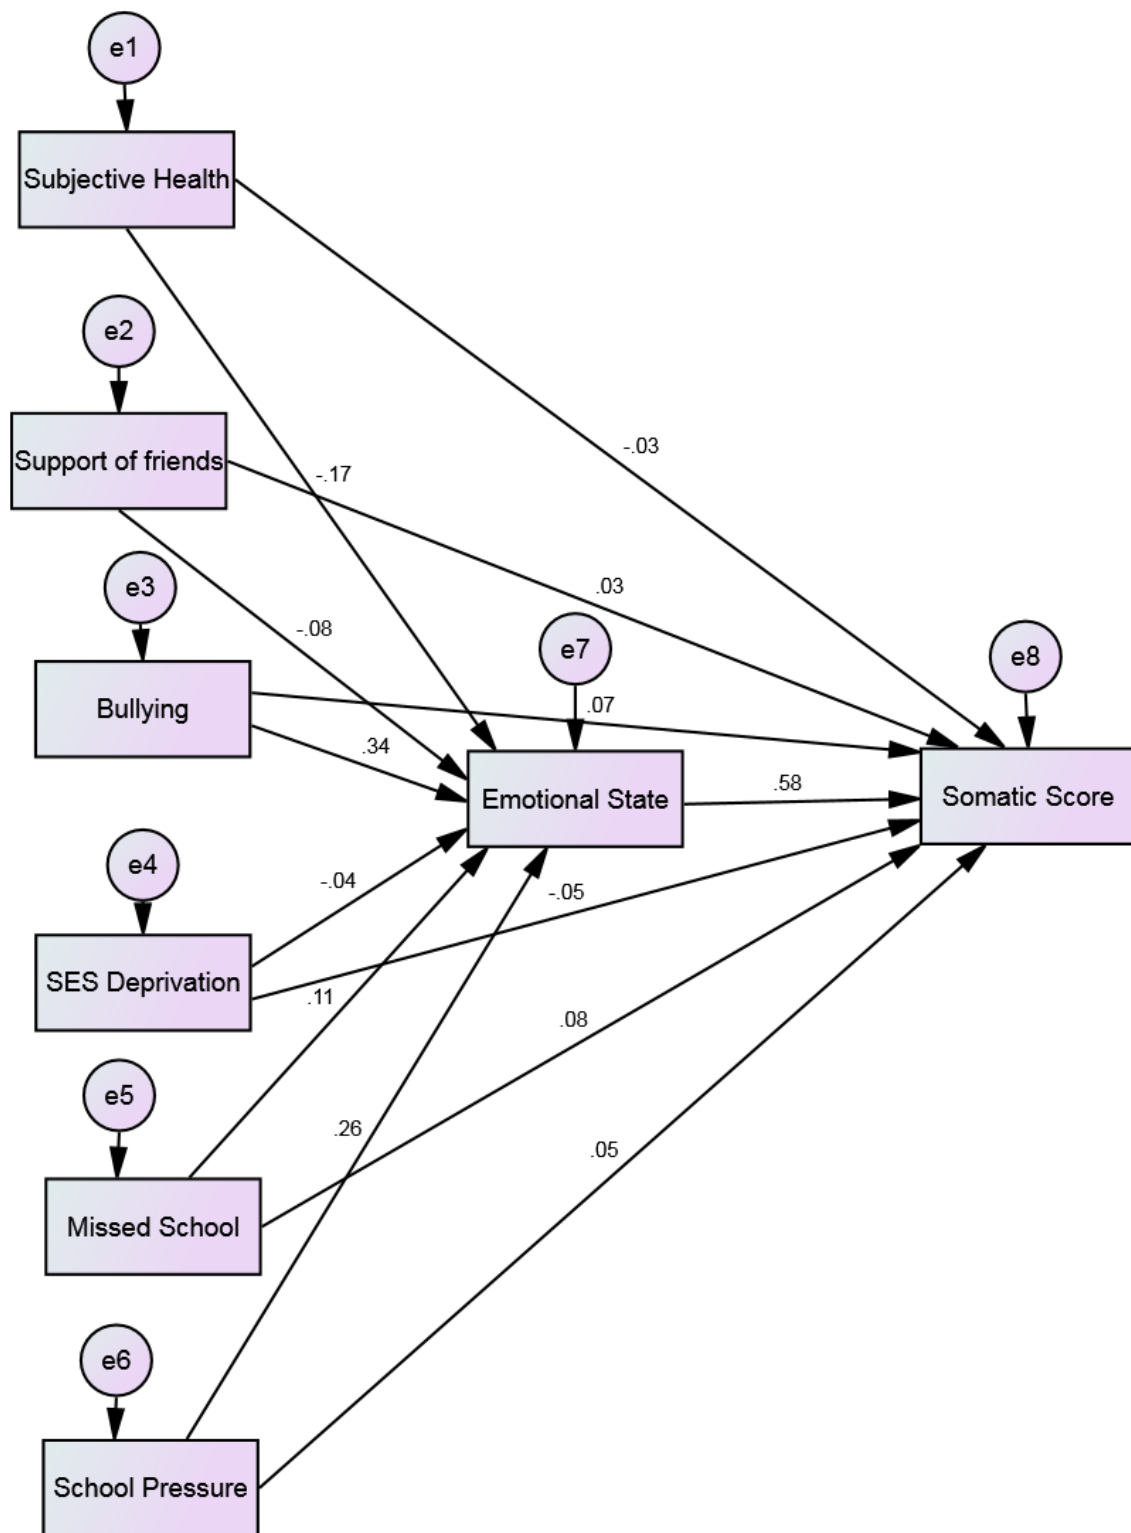 e1
Subjective Health
e2
-.03
Support of friends
-.17
e3
.03
-.08
e7
e8
Bullying
.07
.34
Emotional State
.58
Somatic Score
e4
-.04
-.05
SES Deprivation
.11
.08
e5
.26
.05
Missed School
e6
School Pressure